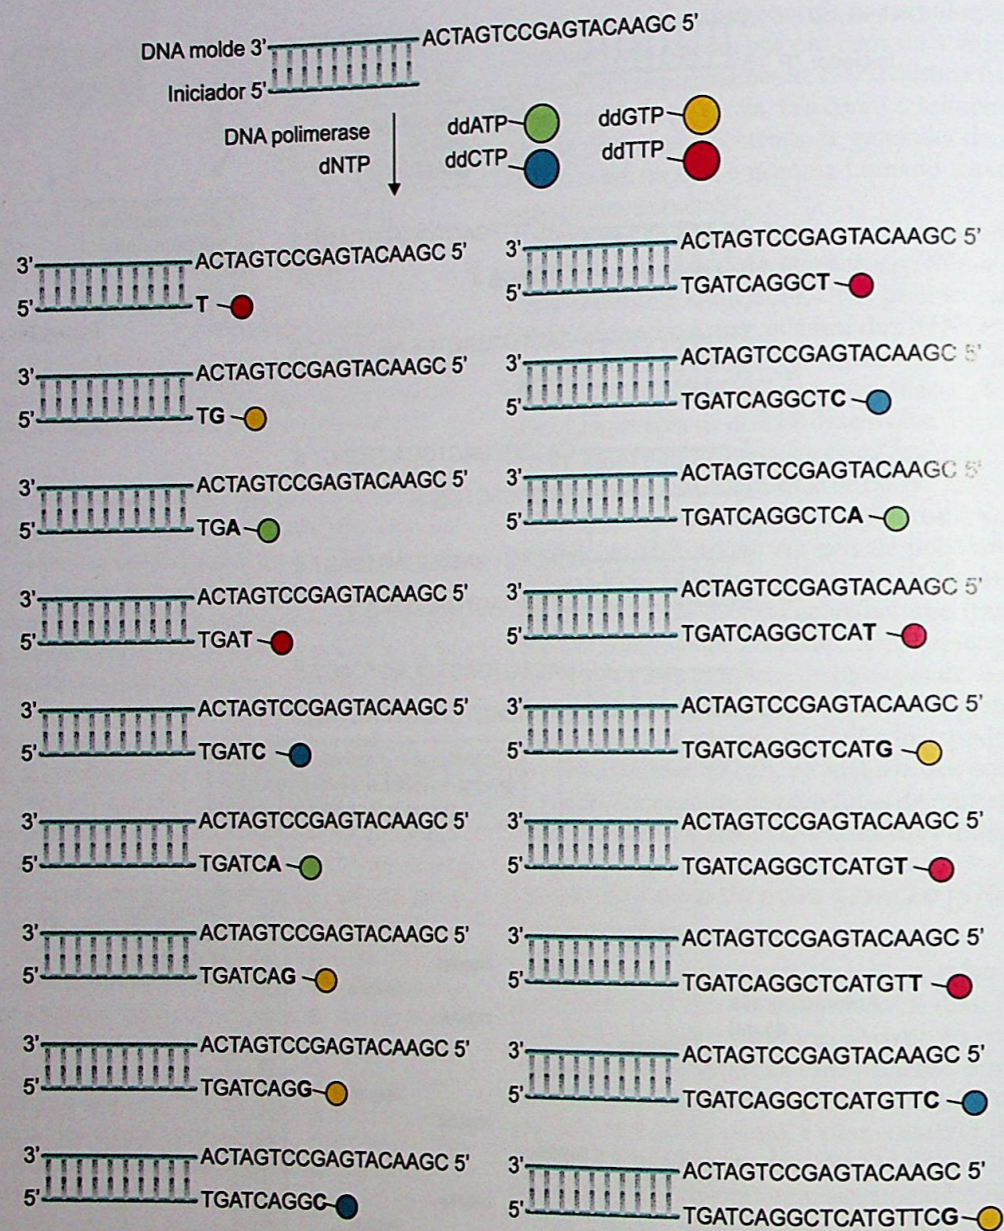 DNA molde 3' ACTAGTCCGAGTACAAGC 5'
Iniciador 5'
DNA polimerase
dNTP
ddATP
ddGTP
ddCTP
ddTTP
3' ACTAGTCCGAGTACAAGC 5'
5' T
3' ACTAGTCCGAGTACAAGC 5'
5' TG
3' ACTAGTCCGAGTACAAGC 5'
5' TGA
3' ACTAGTCCGAGTACAAGC 5'
5' TGAT
3' ACTAGTCCGAGTACAAGC 5'
5' TGATC
3' ACTAGTCCGAGTACAAGC 5'
5' TGATCA
3' ACTAGTCCGAGTACAAGC 5'
5' TGATCAG
3' ACTAGTCCGAGTACAAGC 5'
5' TGATCAGG
3' ACTAGTCCGAGTACAAGC 5'
5' TGATCAGGC
3' ACTAGTCCGAGTACAAGC 5'
5' TGATCAGGCT
3' ACTAGTCCGAGTACAAGC 5'
5' TGATCAGGCTC
3' ACTAGTCCGAGTACAAGC 5'
5' TGATCAGGCTCA
3' ACTAGTCCGAGTACAAGC 5'
5' TGATCAGGCTCAT
3' ACTAGTCCGAGTACAAGC 5'
5' TGATCAGGCTCATG
3' ACTAGTCCGAGTACAAGC 5'
5' TGATCAGGCTCATGT
3' ACTAGTCCGAGTACAAGC 5'
5' TGATCAGGCTCATGTT
3' ACTAGTCCGAGTACAAGC 5'
5' TGATCAGGCTCATGTTC
3' ACTAGTCCGAGTACAAGC 5'
5' TGATCAGGCTCATGTTCG